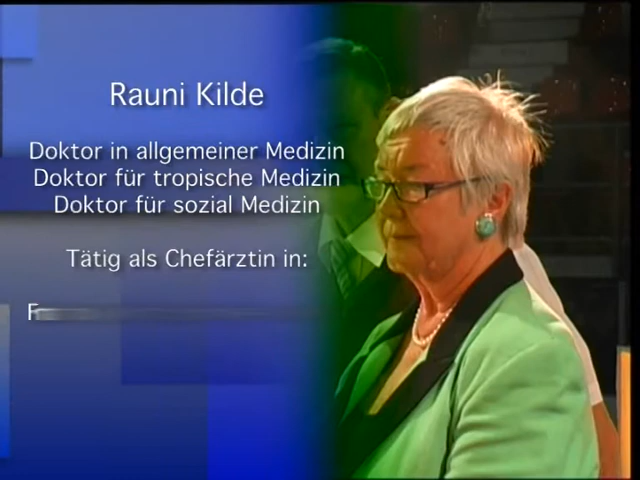 Rauni Kilde
Doktor in allgemeiner Medizin
Doktor für tropische Medizin
Doktor für sozial Medizin
Tätig als Chefärztin in:
F